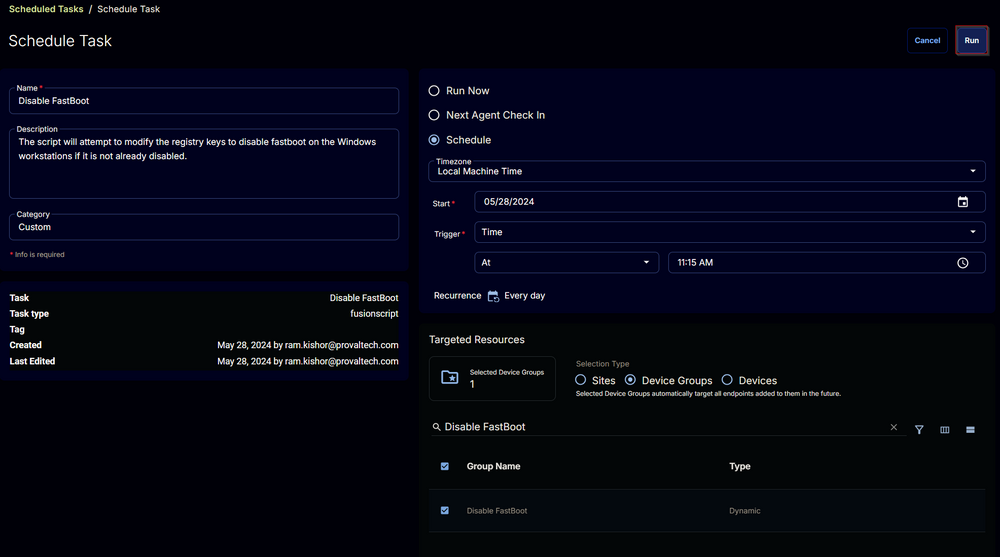 Scheduled Tasks / Schedule Task
Schedule Task
Cancel
Run
Name *
Disable FastBoot
Description
The script will attempt to modify the registry keys to disable fastboot on the Windows
workstations if it is not already disabled.
Category
Custom
* Info is required
Task Disable FastBoot
Task type fusionscript
Tag
Created May 28, 2024 by ram.kishor@provaltech.com
Last Edited May 28, 2024 by ram.kishor@provaltech.com
Run Now
Next Agent Check In
Schedule
Timezone
Local Machine Time
Start * 05/28/2024
Trigger * Time
At 11:15 AM
Recurrence Every day
Targeted Resources
Selected Device Groups
1
Selection Type
Sites Device Groups Devices
Selected Device Groups automatically target all endpoints added to them in the future.
Disable FastBoot
Group Name Type
Disable FastBoot Dynamic